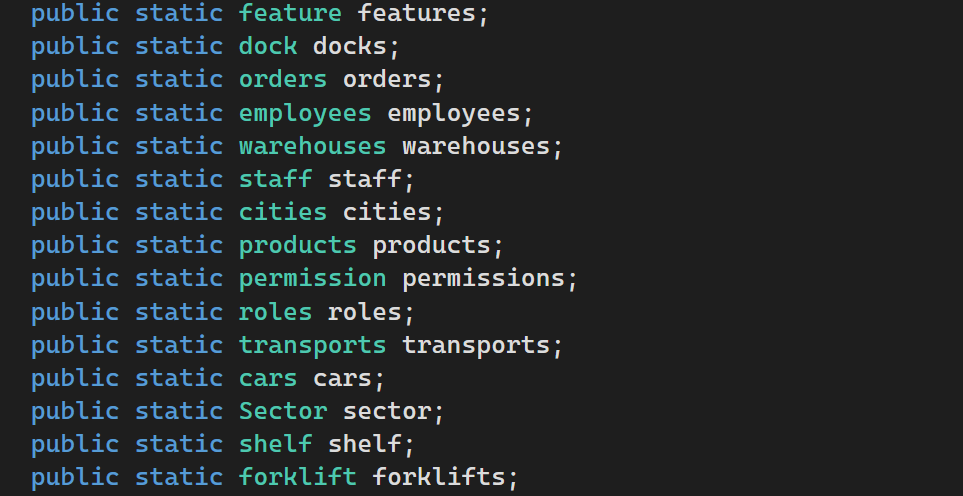 public static feature features;
public static dock docks;
public static orders orders;
public static employees employees;
public static warehouses warehouses;
public static staff staff;
public static cities cities;
public static products products;
public static permission permissions;
public static roles roles;
public static transports transports;
public static cars cars;
public static Sector sector;
public static shelf shelf;
public static forklift forklifts;